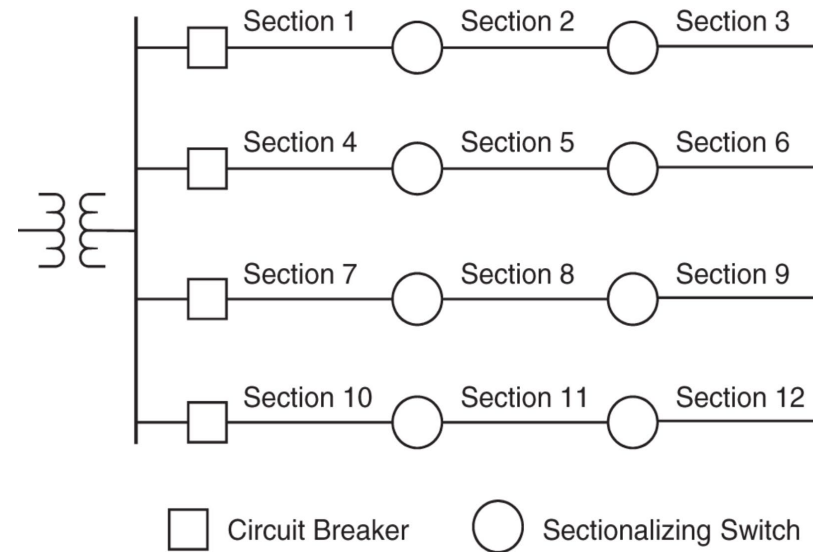 Section 1 Section 2 Section 3
Section 4 Section 5 Section 6
Section 7 Section 8 Section 9
Section 10 Section 11 Section 12
Circuit Breaker Sectionalizing Switch